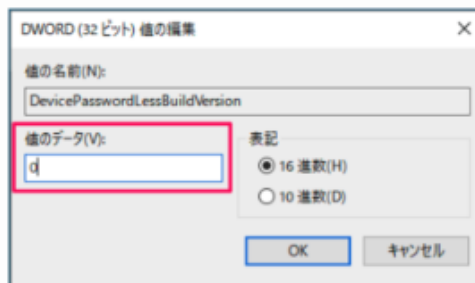 DWORD (32 ビット) 値の編集
値の名前(N):
DevicePasswordLessBuildVersion
値のデータ(V):
0
表記
16 進数(H)
10 進数(D)
OK
キャンセル